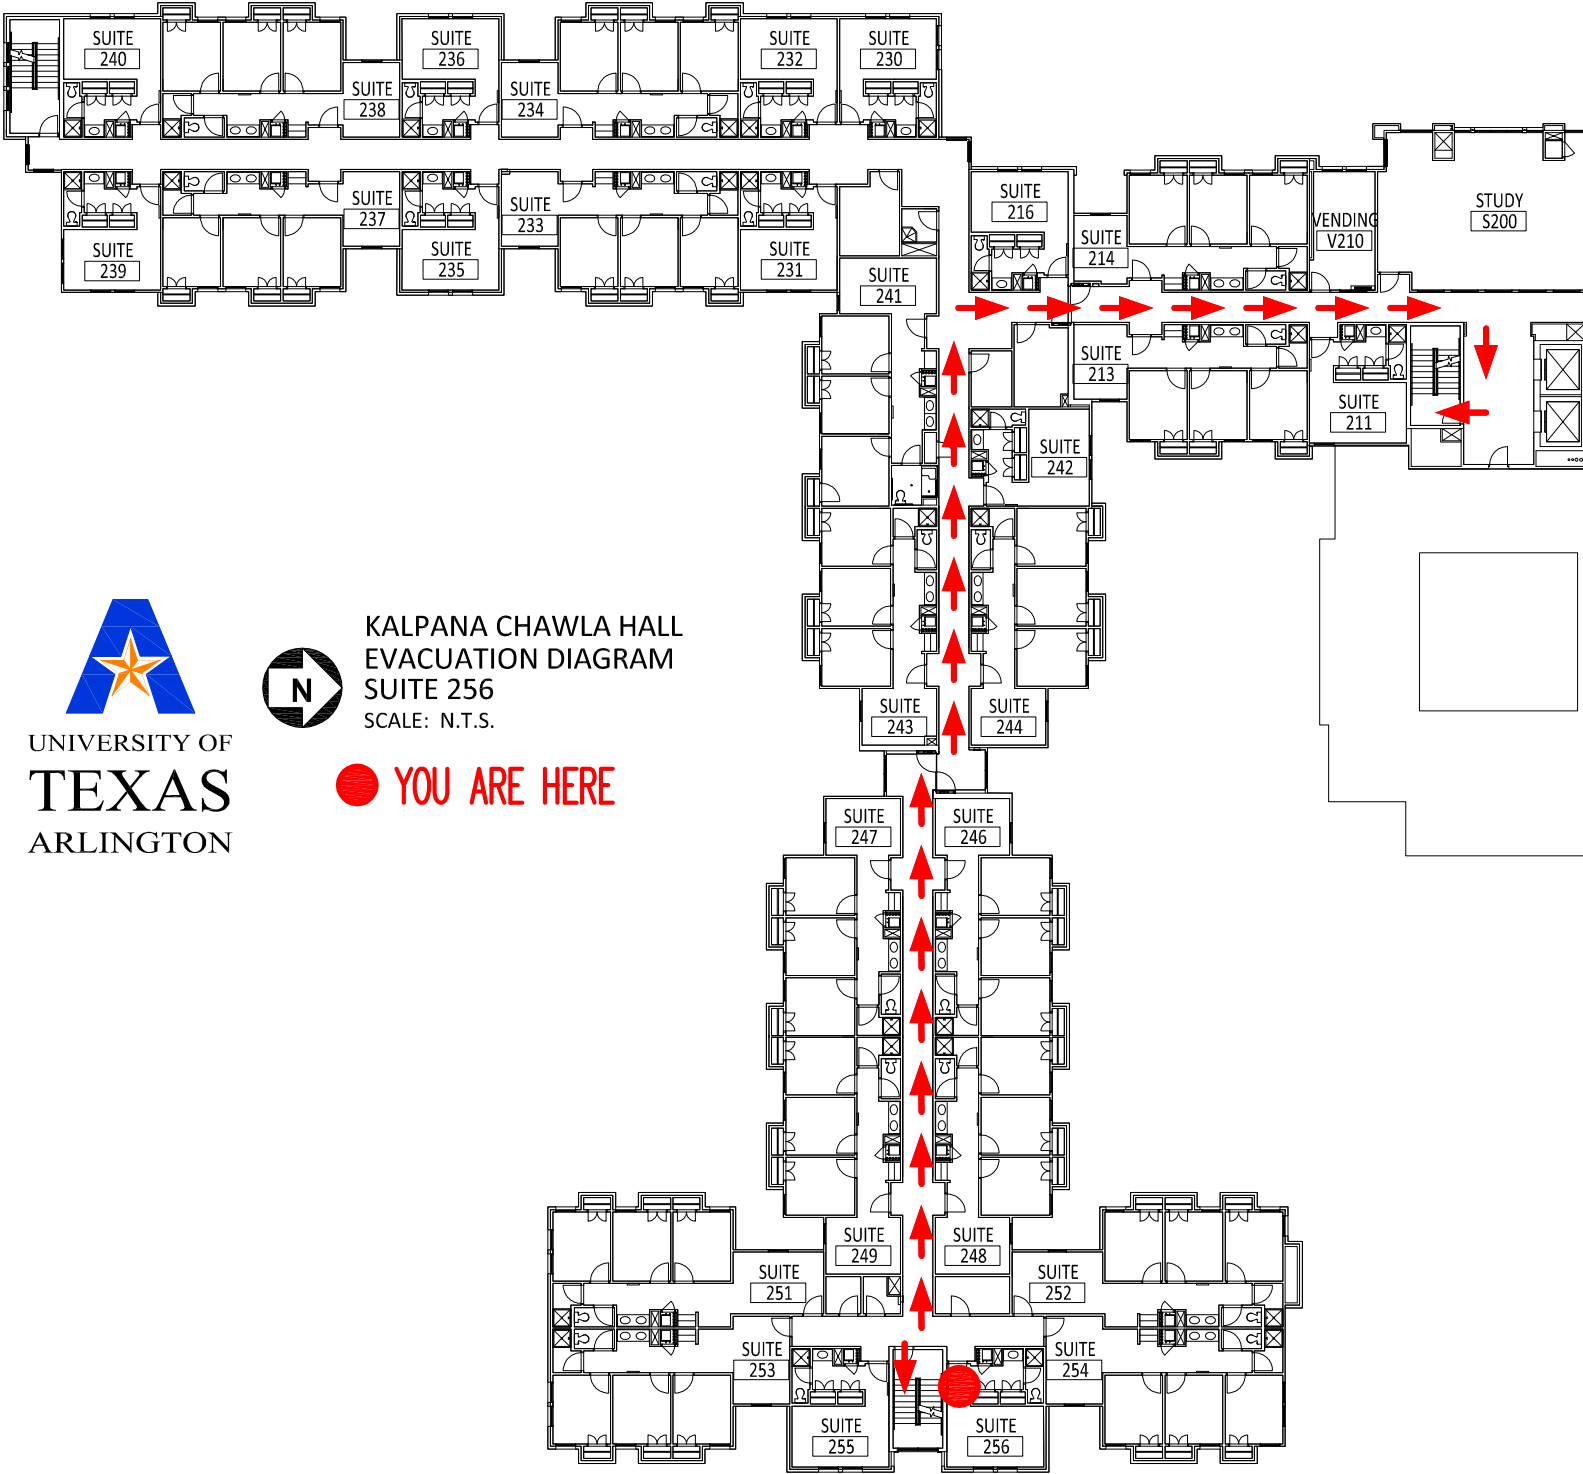 SUITE
240
SUITE
236
SUITE
232
SUITE
230
SUITE
238
SUITE
234
SUITE
237
SUITE
233
SUITE
239
SUITE
235
SUITE
231
SUITE
216
SUITE
214
VENDING
V210
STUDY
S200
SUITE
241
SUITE
213
SUITE
211
SUITE
242
SUITE
243
SUITE
244
KALPANA CHAWLA HALL
EVACUATION DIAGRAM
SUITE 256
SCALE: N.T.S.
N
YOU ARE HERE
UNIVERSITY OF
TEXAS
ARLINGTON
SUITE
247
SUITE
246
SUITE
249
SUITE
248
SUITE
251
SUITE
252
SUITE
253
SUITE
254
SUITE
255
SUITE
256